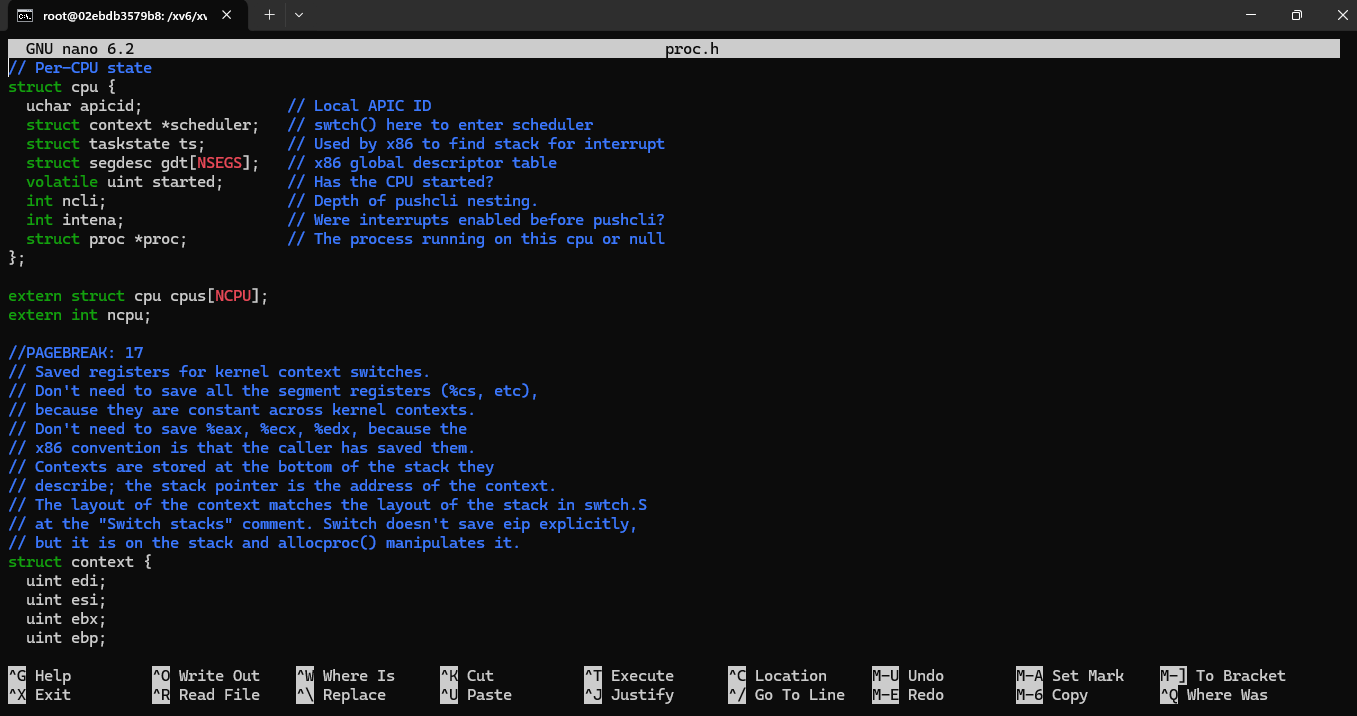 root@02ebdb3579b8: /xv6/xv
GNU nano 6.2 proc.h
// Per-CPU state
struct cpu {
  uchar apicid;                // Local APIC ID
  struct context *scheduler;   // swtch() here to enter scheduler
  struct taskstate ts;         // Used by x86 to find stack for interrupt
  struct segdesc gdt[NSEGS];   // x86 global descriptor table
  volatile uint started;       // Has the CPU started?
  int ncli;                    // Depth of pushcli nesting.
  int intena;                  // Were interrupts enabled before pushcli?
  struct proc *proc;           // The process running on this cpu or null
};
extern struct cpu cpus[NCPU];
extern int ncpu;
//PAGEBREAK: 17
// Saved registers for kernel context switches.
// Don't need to save all the segment registers (%cs, etc),
// because they are constant across kernel contexts.
// Don't need to save %eax, %ecx, %edx, because the
// x86 convention is that the caller has saved them.
// Contexts are stored at the bottom of the stack they
// describe; the stack pointer is the address of the context.
// The layout of the context matches the layout of the stack in swtch.S
// at the "Switch stacks" comment. Switch doesn't save eip explicitly,
// but it is on the stack and allocproc() manipulates it.
struct context {
  uint edi;
  uint esi;
  uint ebx;
  uint ebp;
^G Help ^O Write Out ^W Where Is ^K Cut ^T Execute ^C Location M-U Undo M-A Set Mark M-] To Bracket
^X Exit ^R Read File ^\ Replace ^U Paste ^J Justify ^/ Go To Line M-E Redo M-6 Copy ^Q Where Was